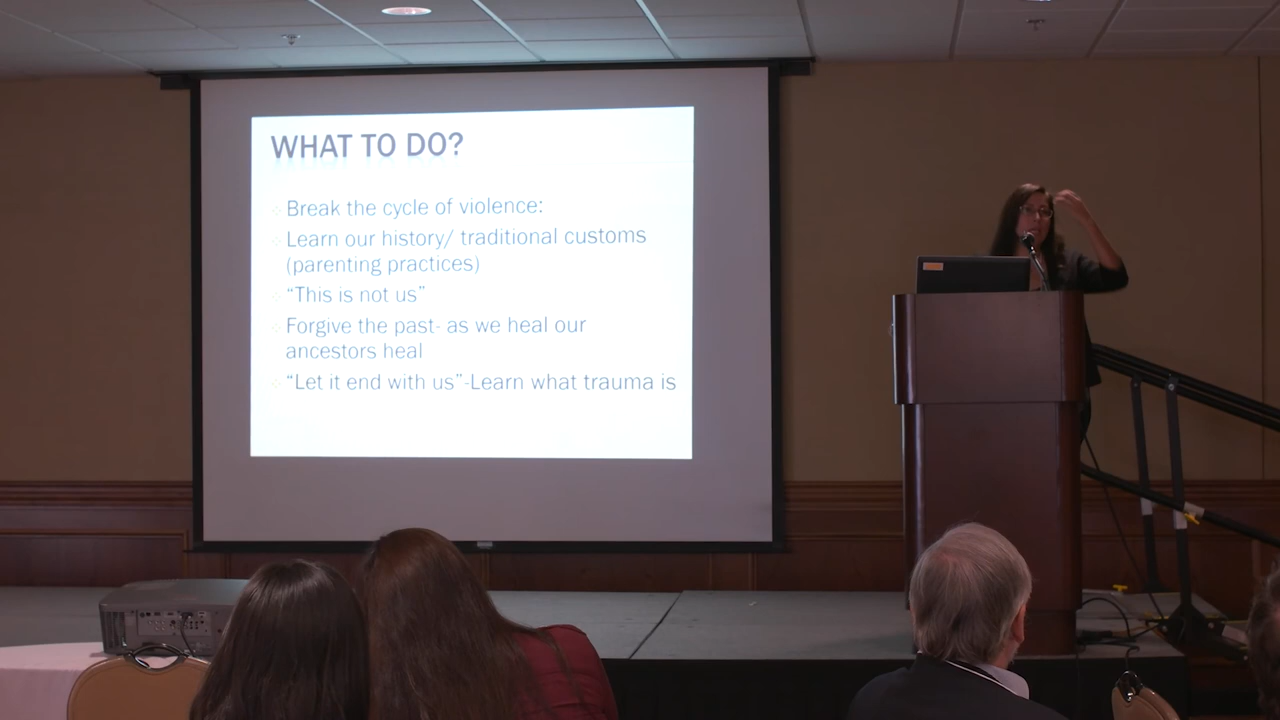 WHAT TO DO?
Break the cycle of violence:
Learn our history/ traditional customs
(parenting practices)
“This is not us”
Forgive the past- as we heal our
ancestors heal
“Let it end with us”-Learn what trauma is